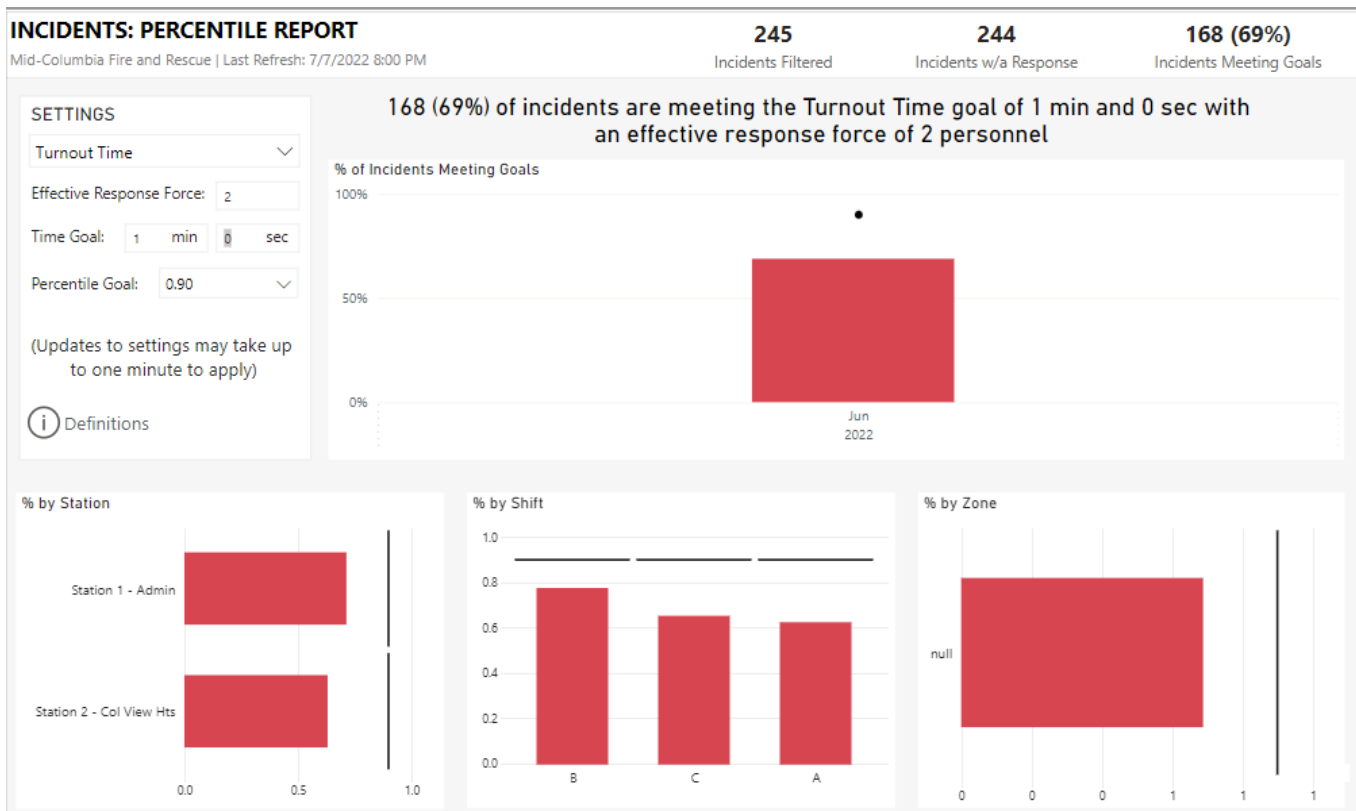 INCIDENTS: PERCENTILE REPORT
Mid-Columbia Fire and Rescue | Last Refresh: 7/7/2022 8:00 PM
245
Incidents Filtered
244
Incidents w/a Response
168 (69%)
Incidents Meeting Goals
SETTINGS
Turnout Time
Effective Response Force: 2
Time Goal: 1 min 0 sec
Percentile Goal: 0.90
(Updates to settings may take up
to one minute to apply)
i Definitions
168 (69%) of incidents are meeting the Turnout Time goal of 1 min and 0 sec with
an effective response force of 2 personnel
% of Incidents Meeting Goals
100%
50%
0%
Jun
2022
% by Station
Station 1 - Admin
Station 2 - Col View Hts
0.0 0.5 1.0
% by Shift
1.0
0.8
0.6
0.4
0.2
0.0
B C A
% by Zone
null
0 0 0 1 1 1